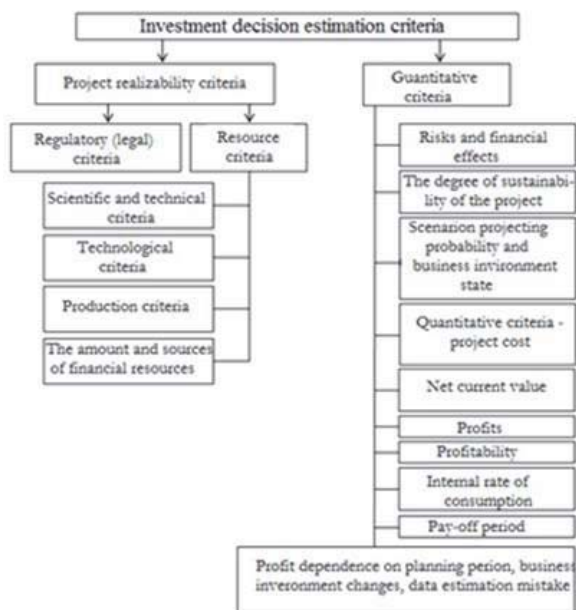 Investment decision estimation criteria
Project realizability criteria
Regulatory (legal)
criteria
Resource
criteria
Scientific and technical
criteria
Technological
criteria
Production criteria
The amount and sources
of financial resources
Guantitative
criteria
Risks and financial
effects
The degree of sustainabi-
lity of the project
Scenarion projecting
probability and
business invironment
state
Quantitative criteria -
project cost
Net current value
Profits
Profitability
Internal rate of
consumption
Pay-off period
Profit dependence on planning perion, business
inveronment changes, data estimation mistake